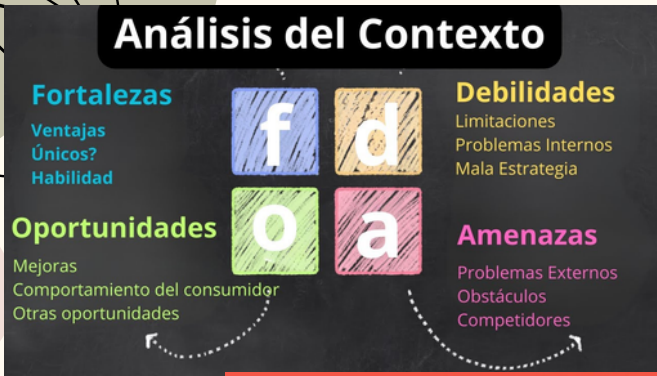 Análisis del Contexto
Fortalezas
Ventajas
Únicos?
Habilidad
f
d
Debilidades
Limitaciones
Problemas Internos
Mala Estrategia
Oportunidades
Mejoras
Comportamiento del consumidor
Otras oportunidades
o
a
Amenazas
Problemas Externos
Obstáculos
Competidores